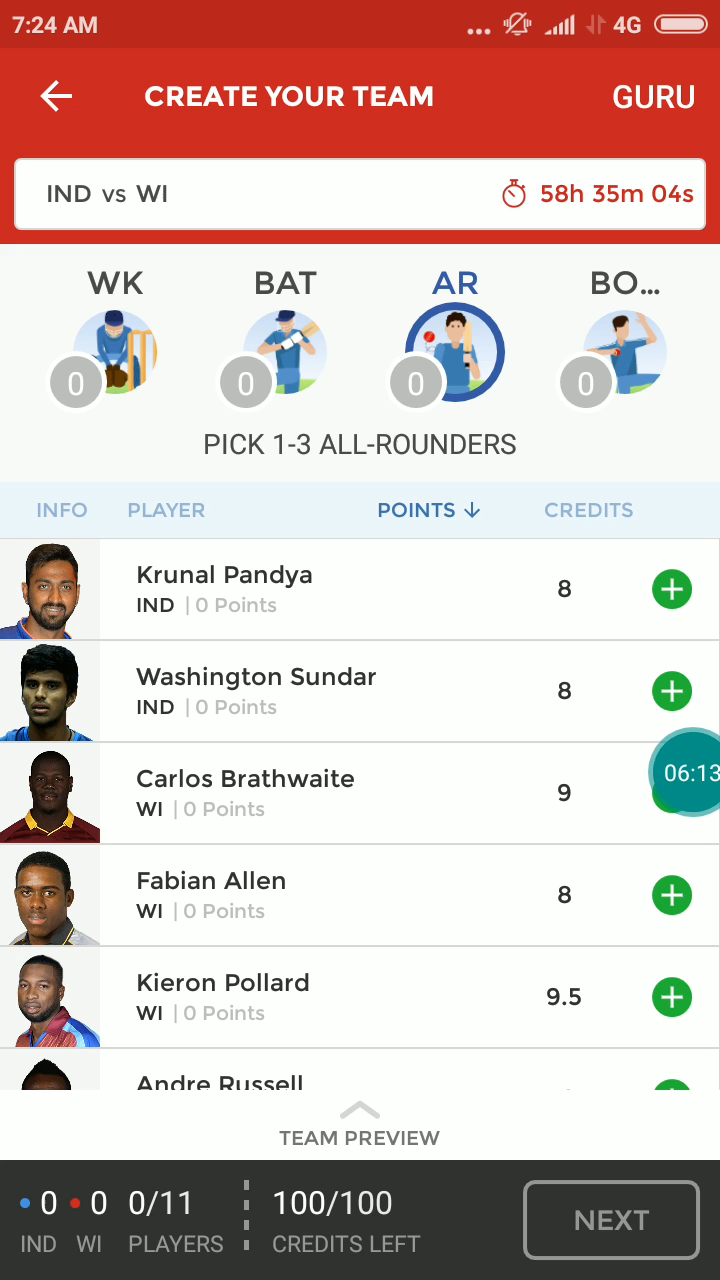 7:24 AM ... 4G
CREATE YOUR TEAM GURU
IND vs WI 58h 35m 04s
WK BAT AR BO...
0 0 0 0
PICK 1-3 ALL-ROUNDERS
INFO PLAYER POINTS CREDITS
Krunal Pandya
IND | 0 Points 8
Washington Sundar
IND | 0 Points 8
Carlos Brathwaite
WI | 0 Points 9
06:13
Fabian Allen
WI | 0 Points 8
Kieron Pollard
WI | 0 Points 9.5
Andre Russell
TEAM PREVIEW
0 0 0/11 100/100 NEXT
IND WI PLAYERS CREDITS LEFT